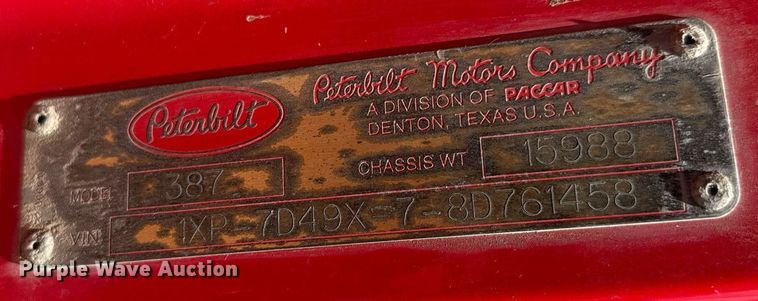 Peterbilt
Peterbilt Motors Company
A DIVISION OF PACCAR
DENTON, TEXAS U.S.A.
CHASSIS WT 15988
MODEL 387
VIN: 1XP-7D49X-7-8D761458
Purple Wave Auction